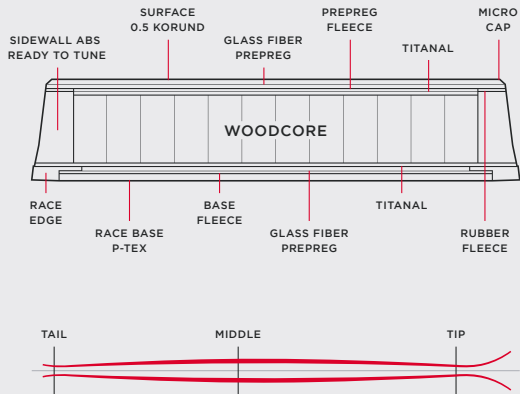 SURFACE
0.5 KORUND
PREPREG
FLEECE
MICRO
CAP
SIDEWALL ABS
READY TO TUNE
GLASS FIBER
PREPREG
TITANAL
WOODCORE
RACE
EDGE
BASE
FLEECE
TITANAL
RUBBER
FLEECE
RACE BASE
P-TEX
GLASS FIBER
PREPREG
TAIL
MIDDLE
TIP